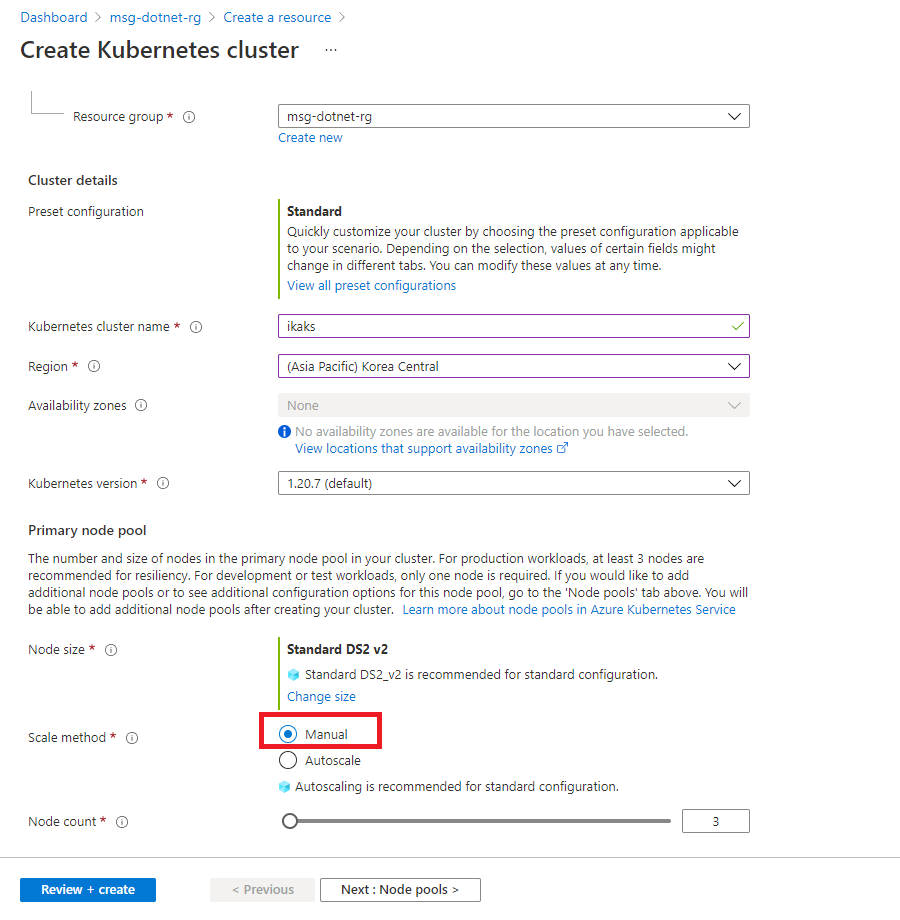 Dashboard > msg-dotnet-rg > Create a resource >
Create Kubernetes cluster ...
Resource group *
msg-dotnet-rg
Create new
Cluster details
Preset configuration
Standard
Quickly customize your cluster by choosing the preset configuration applicable
to your scenario. Depending on the selection, values of certain fields might
change in different tabs. You can modify these values at any time.
View all preset configurations
Kubernetes cluster name *
ikaks
Region *
(Asia Pacific) Korea Central
Availability zones
None
No availability zones are available for the location you have selected.
View locations that support availability zones
Kubernetes version *
1.20.7 (default)
Primary node pool
The number and size of nodes in the primary node pool in your cluster. For production workloads, at least 3 nodes are
recommended for resiliency. For development or test workloads, only one node is required. If you would like to add
additional node pools or to see additional configuration options for this node pool, go to the 'Node pools' tab above. You will
be able to add additional node pools after creating your cluster. Learn more about node pools in Azure Kubernetes Service
Node size *
Standard DS2 v2
Standard DS2_v2 is recommended for standard configuration.
Change size
Scale method *
Manual
Autoscale
Autoscaling is recommended for standard configuration.
Node count *
3
Review + create
< Previous
Next : Node pools >